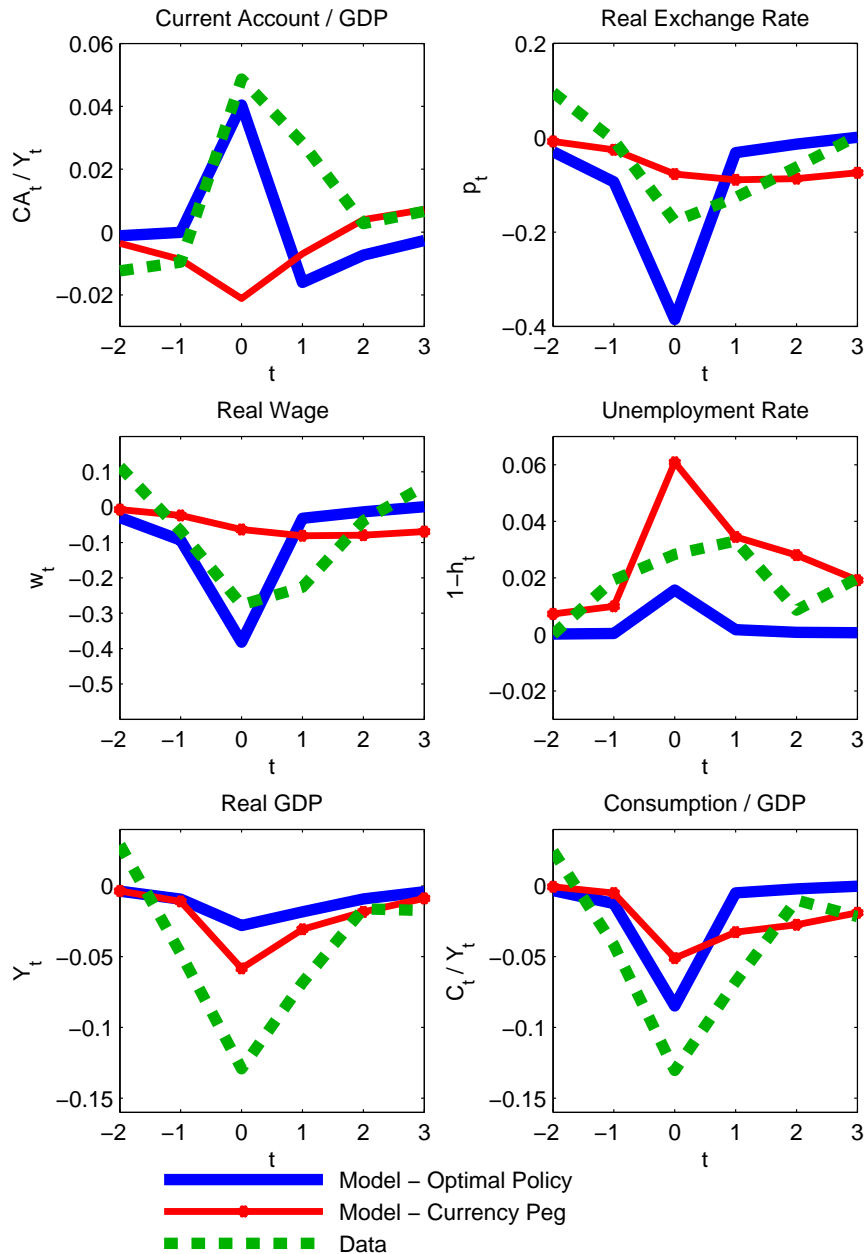 Current Account / GDP
0.06
0.04
0.02
0
−0.02
CA_t / Y_t
−2 −1 0 1 2 3
t
Real Exchange Rate
0.2
0
−0.2
−0.4
p_t
−2 −1 0 1 2 3
t
Real Wage
0.1
0
−0.1
−0.2
−0.3
−0.4
−0.5
w_t
−2 −1 0 1 2 3
t
Unemployment Rate
0.06
0.04
0.02
0
−0.02
1−h_t
−2 −1 0 1 2 3
t
Real GDP
0
−0.05
−0.1
−0.15
Y_t
−2 −1 0 1 2 3
t
Consumption / GDP
0
−0.05
−0.1
−0.15
C_t / Y_t
−2 −1 0 1 2 3
t
Model − Optimal Policy
Model − Currency Peg
Data